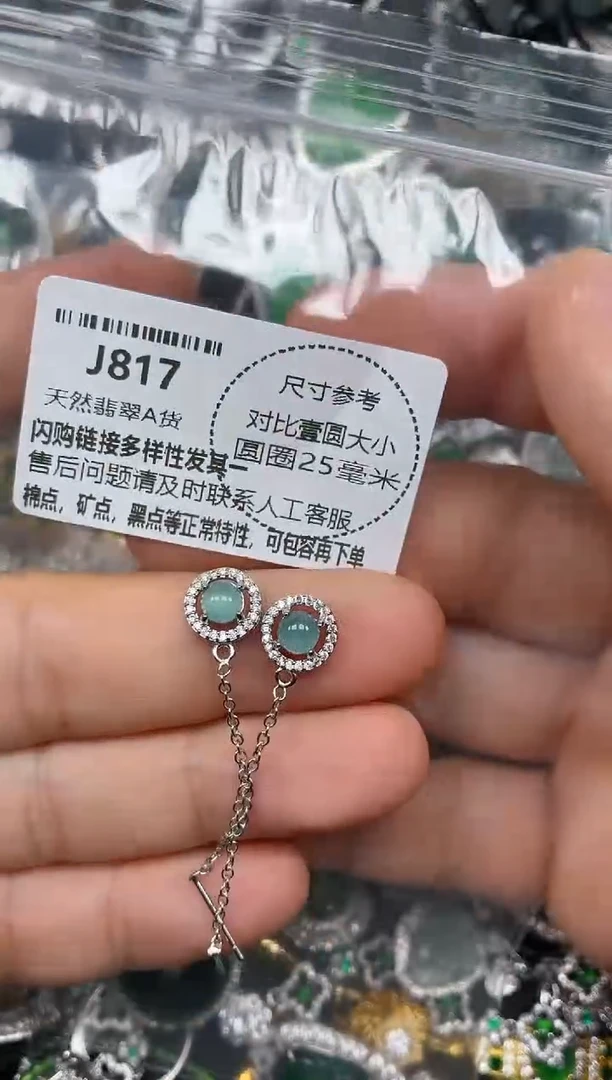 J817
天然翡翠A货
闪购链接多样性发其一
售后问题请及时联系人工客服
棉点，矿点，黑点等正常特性，可包容再下单
尺寸参考
对比壹圆大小
圆圈25毫米